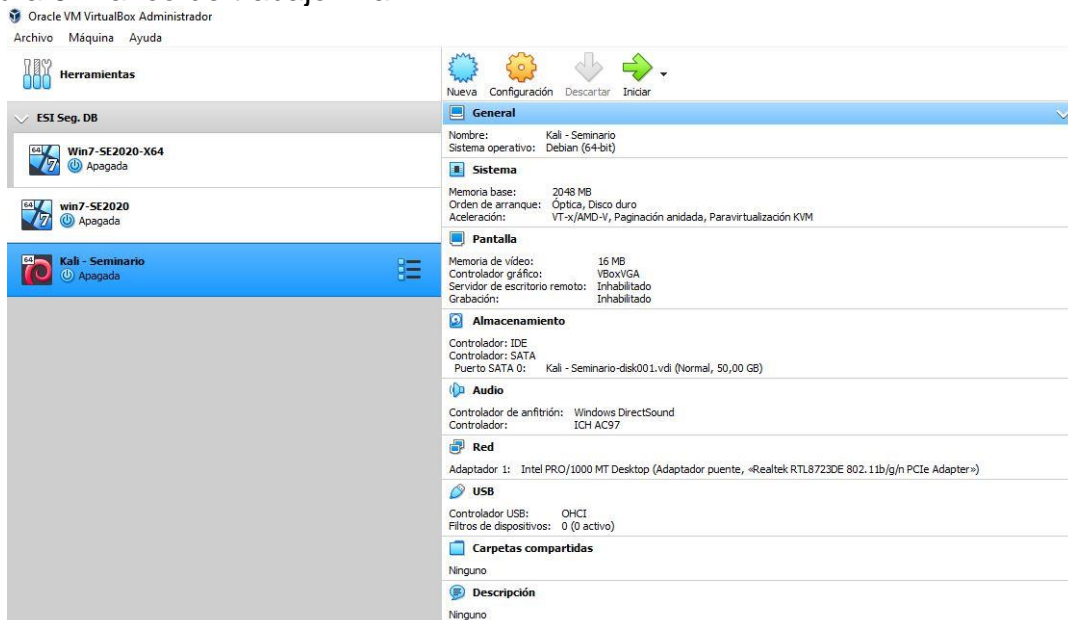 Oracle VM VirtualBox Administrador
Archivo Máquina Ayuda
Herramientas
ESI Seg. DB
64
7
Win7-SE2020-X64
Apagada
64
7
win7-SE2020
Apagada
64
Kali - Seminario
Apagada
Nueva Configuración Descartar Iniciar
General
Nombre: Kali - Seminario
Sistema operativo: Debian (64-bit)
Sistema
Memoria base: 2048 MB
Orden de arranque: Óptica, Disco duro
Aceleración: VT-x/AMD-V, Paginación anidada, Paravirtualización KVM
Pantalla
Memoria de vídeo: 16 MB
Controlador gráfico: VBoxVGA
Servidor de escritorio remoto: Inhabilitado
Grabación: Inhabilitado
Almacenamiento
Controlador: IDE
Controlador: SATA
Puerto SATA 0: Kali - Seminario-disk001.vdi (Normal, 50,00 GB)
Audio
Controlador de anfitrión: Windows DirectSound
Controlador: ICH AC97
Red
Adaptador 1: Intel PRO/1000 MT Desktop (Adaptador puente, «Realtek RTL8723DE 802.11b/g/n PCIe Adapter»)
USB
Controlador USB: OHCI
Filtros de dispositivos: 0 (0 activo)
Carpetas compartidas
Ninguno
Descripción
Ninguno